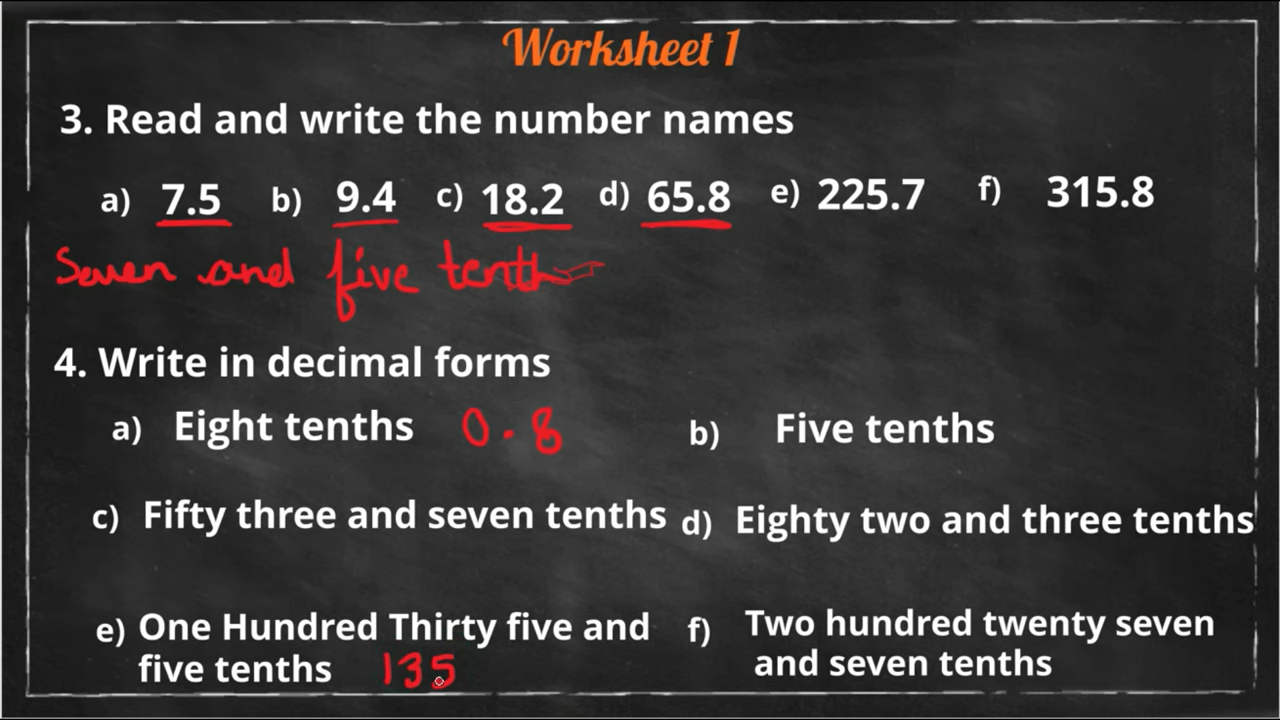 Worksheet 1
3. Read and write the number names
a) 7.5 b) 9.4 c) 18.2 d) 65.8 e) 225.7 f) 315.8
Seven and five tenths
4. Write in decimal forms
a) Eight tenths 0.8 b) Five tenths
c) Fifty three and seven tenths d) Eighty two and three tenths
e) One Hundred Thirty five and
five tenths 135
f) Two hundred twenty seven
and seven tenths